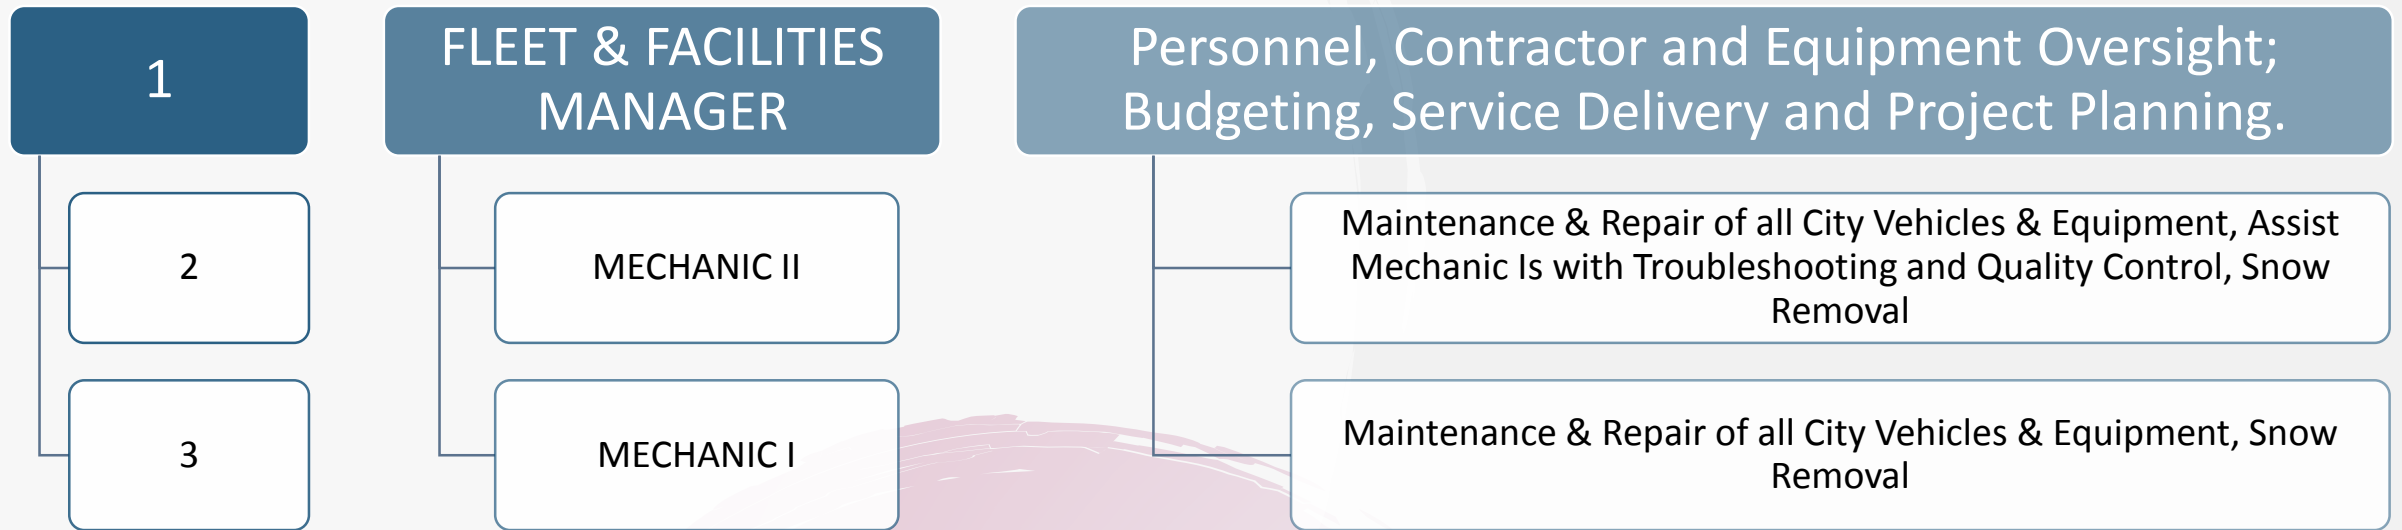 1
FLEET & FACILITIES
MANAGER
Personnel, Contractor and Equipment Oversight;
Budgeting, Service Delivery and Project Planning.
2
MECHANIC II
Maintenance & Repair of all City Vehicles & Equipment, Assist
Mechanic Is with Troubleshooting and Quality Control, Snow
Removal
3
MECHANIC I
Maintenance & Repair of all City Vehicles & Equipment, Snow
Removal